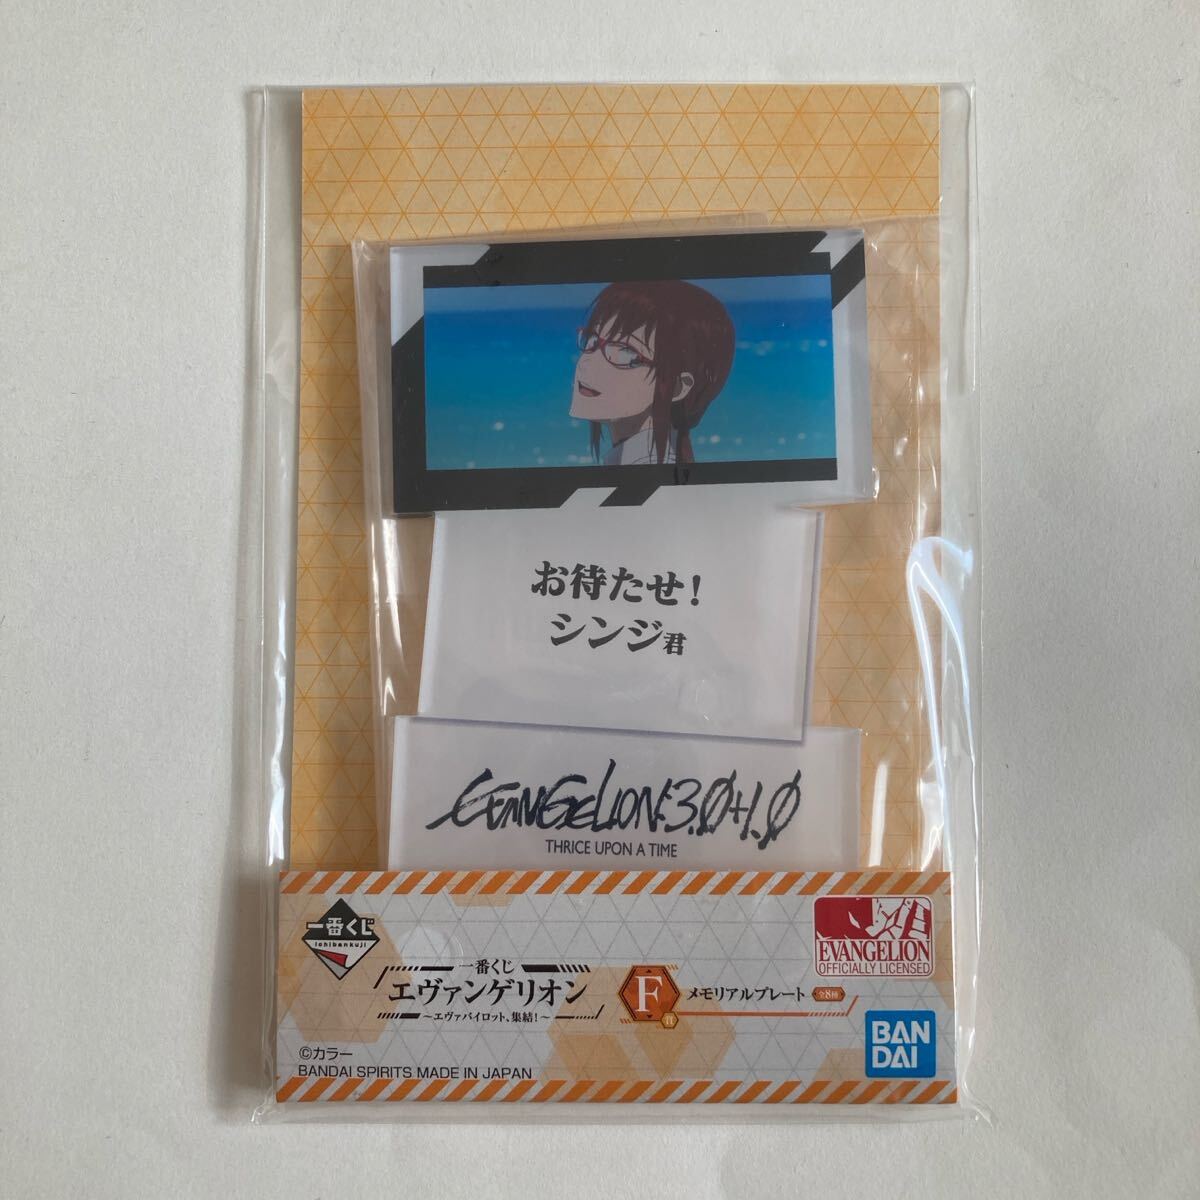 お待たせ!
シンジ君
EVANGELION:3.0+1.0
THRICE UPON A TIME
一番くじ
ichibankuji
一番くじ
エヴァンゲリオン
～エヴァパイロット、集結!～
F賞
メモリアルプレート
全8種
EVANGELION
OFFICIALLY LICENSED
BAN
DAI
©カラー
BANDAI SPIRITS MADE IN JAPAN